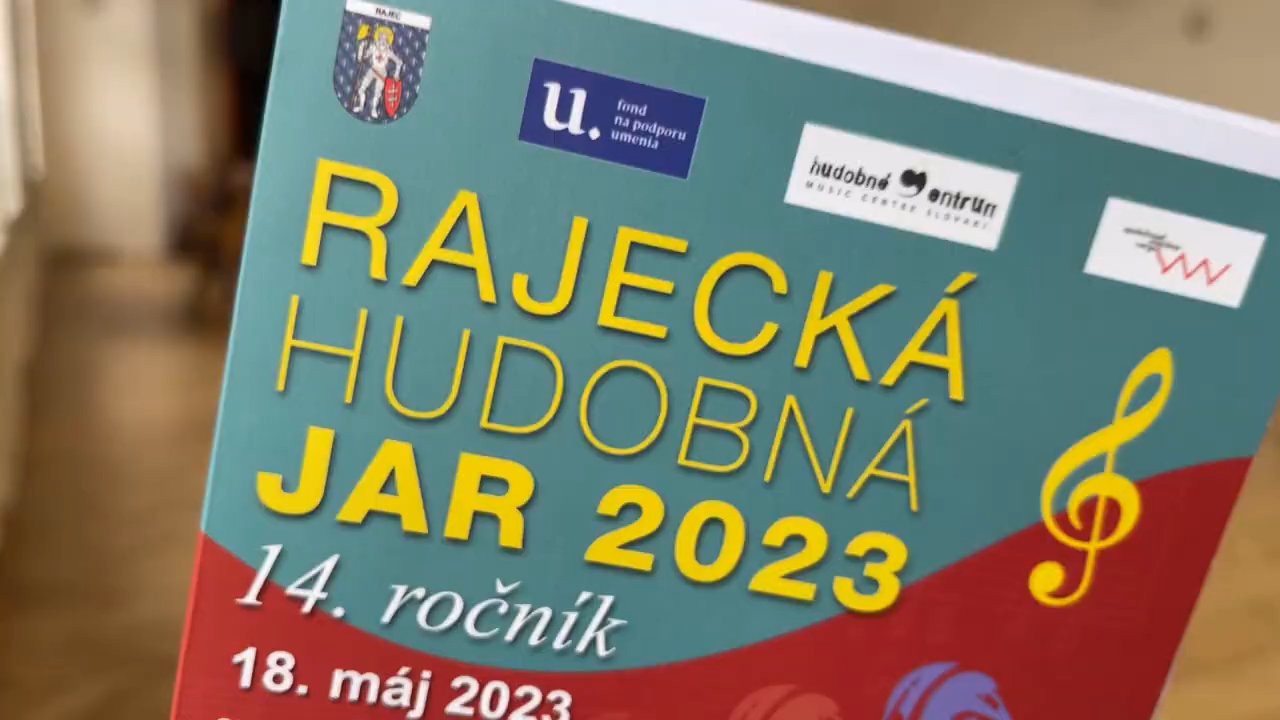 RAJEC
u.
fond
na podporu
umenia
hudobné centrum
MUSIC CENTRE SLOVAKIA
RAJECKÁ
HUDOBNÁ
JAR 2023
14. ročník
18. máj 2023